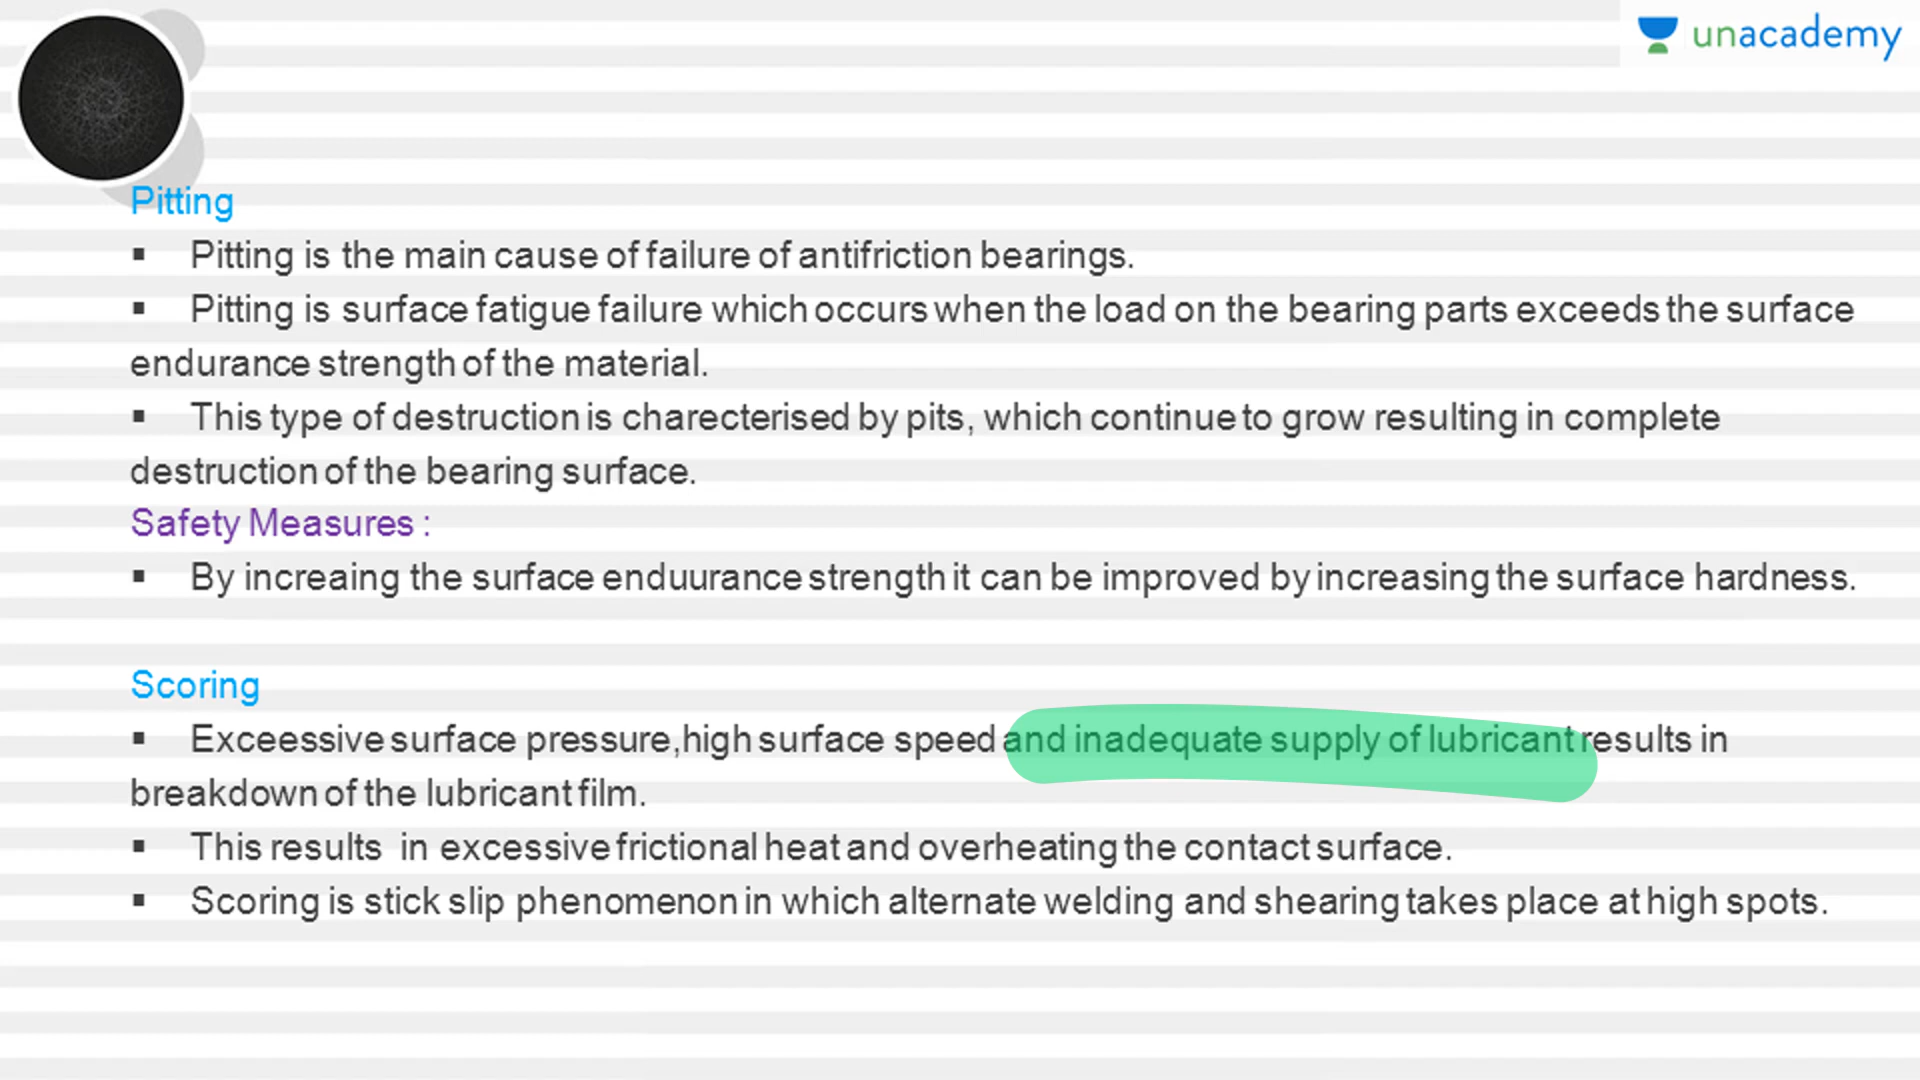 unacademy
Pitting
▪ Pitting is the main cause of failure of antifriction bearings.
▪ Pitting is surface fatigue failure which occurs when the load on the bearing parts exceeds the surface
endurance strength of the material.
▪ This type of destruction is charecterised by pits, which continue to grow resulting in complete
destruction of the bearing surface.
Safety Measures :
▪ By increaing the surface enduurance strength it can be improved by increasing the surface hardness.
Scoring
▪ Exceessive surface pressure,high surface speed and inadequate supply of lubricant results in
breakdown of the lubricant film.
▪ This results in excessive frictional heat and overheating the contact surface.
▪ Scoring is stick slip phenomenon in which alternate welding and shearing takes place at high spots.